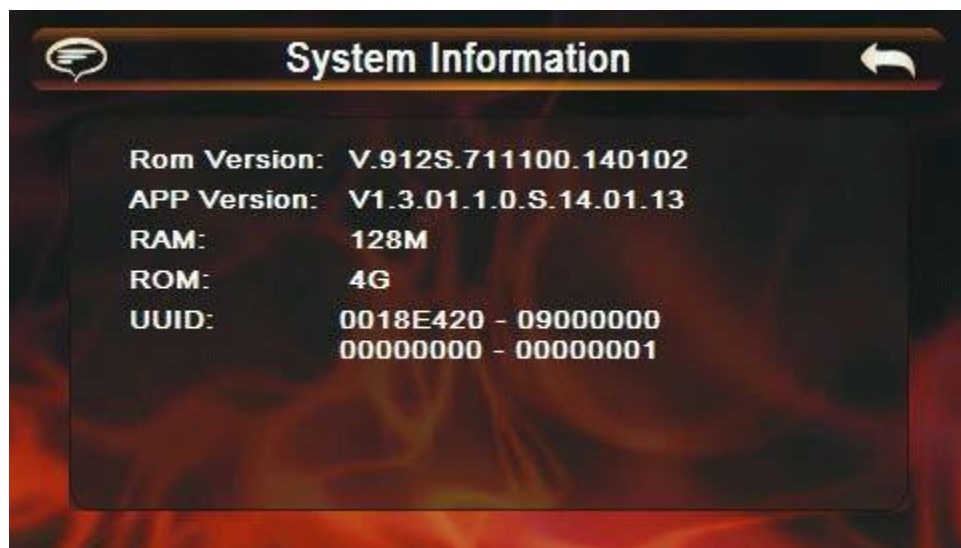 System Information
Rom Version: V.912S.711100.140102
APP Version: V1.3.01.1.0.S.14.01.13
RAM: 128M
ROM: 4G
UUID: 0018E420 - 09000000
00000000 - 00000001